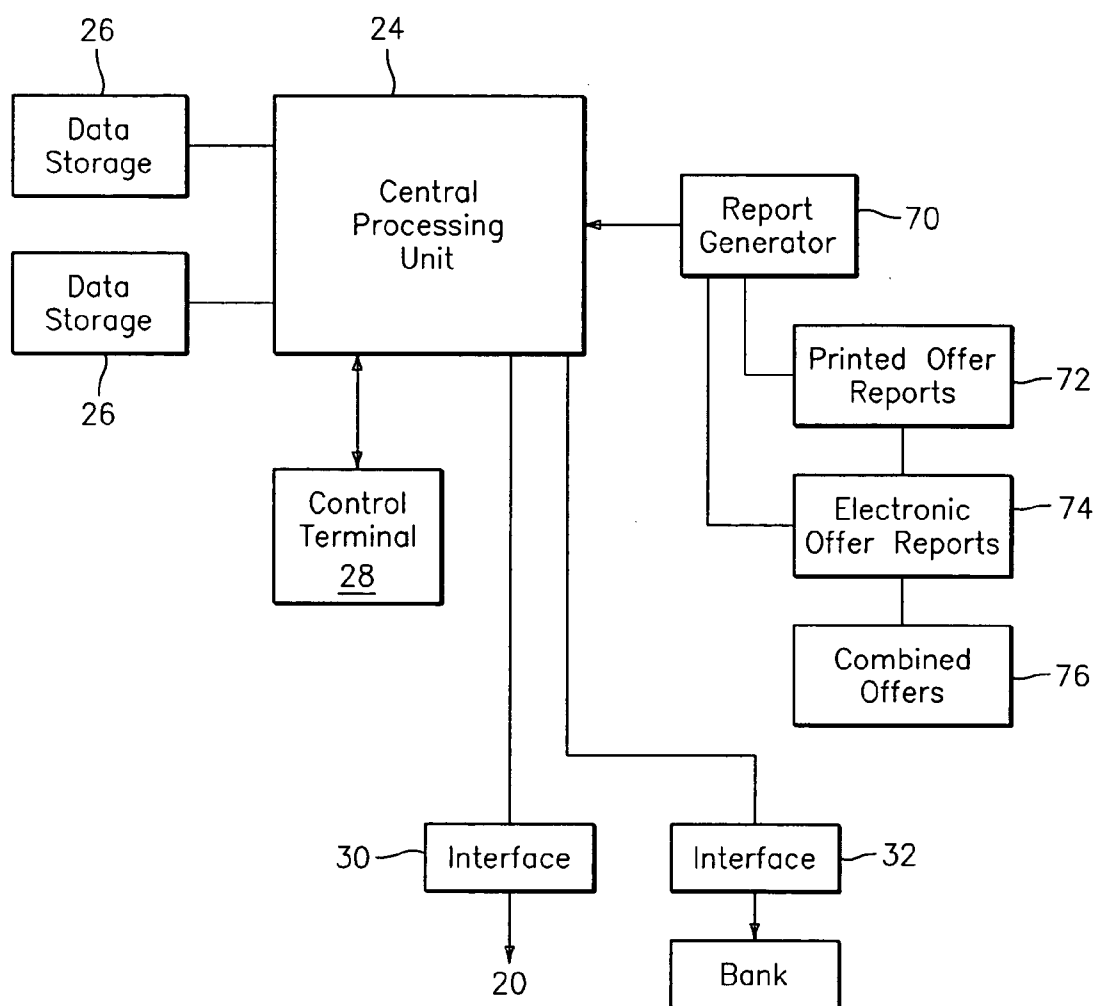 26
24
Data
Storage
Central
Processing
Unit
Report
Generator
70
Data
Storage
26
Printed Offer
Reports
72
Control
Terminal
28
Electronic
Offer Reports
74
Combined
Offers
76
30
Interface
Interface
32
20
Bank